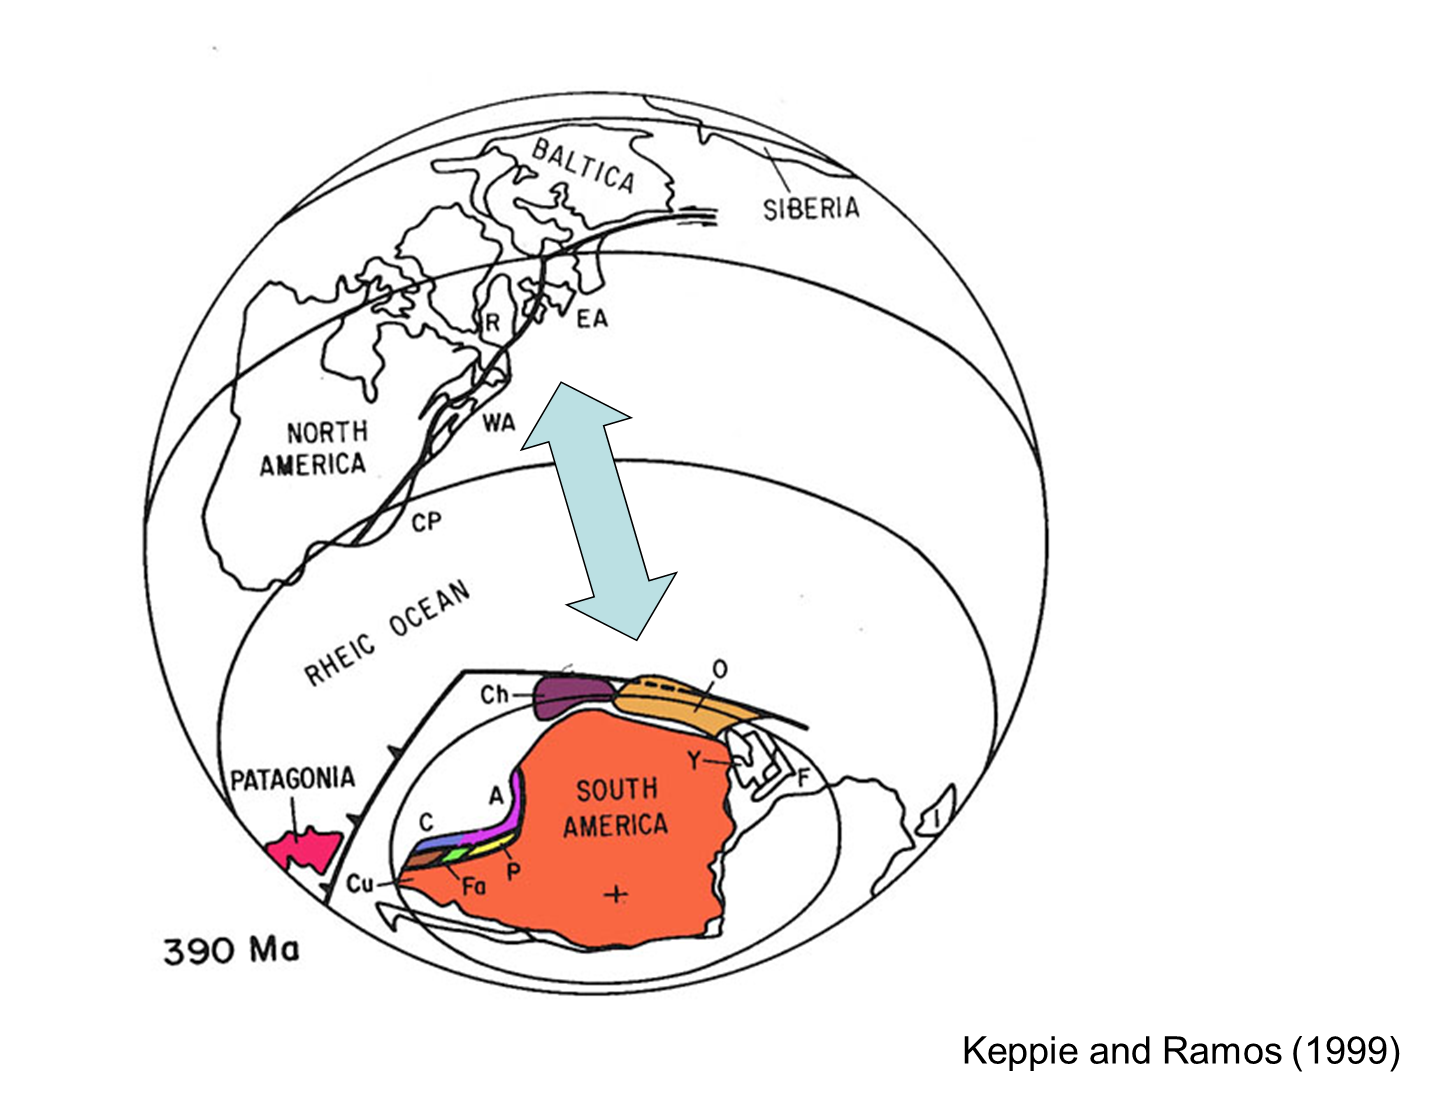 BALTICA
SIBERIA
R
EA
NORTH
AMERICA
WA
CP
RHEIC OCEAN
O
Ch
Y
F
PATAGONIA
SOUTH
AMERICA
A
C
I
P
Fa
Cu
390 Ma
Keppie and Ramos (1999)